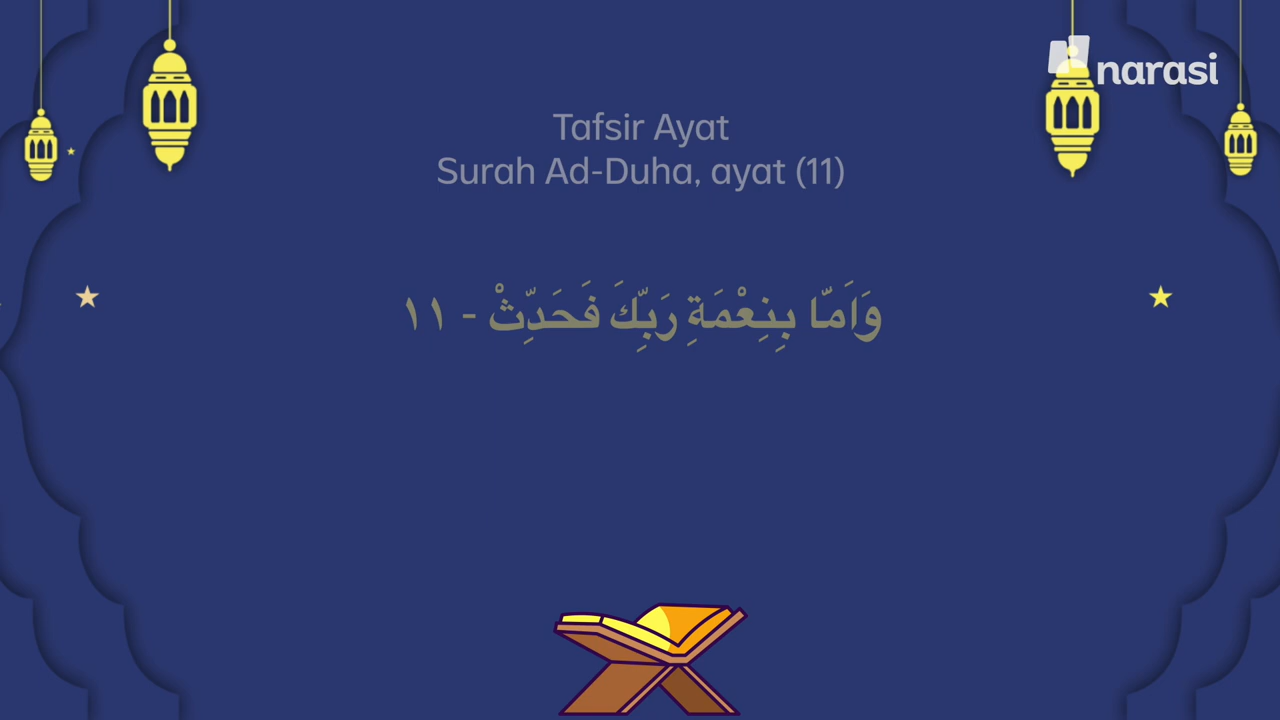 narasi
Tafsir Ayat
Surah Ad-Duha, ayat (11)
وَاَمَّا بِنِعْمَةِ رَبِّكَ فَحَدِّثْ - ١١